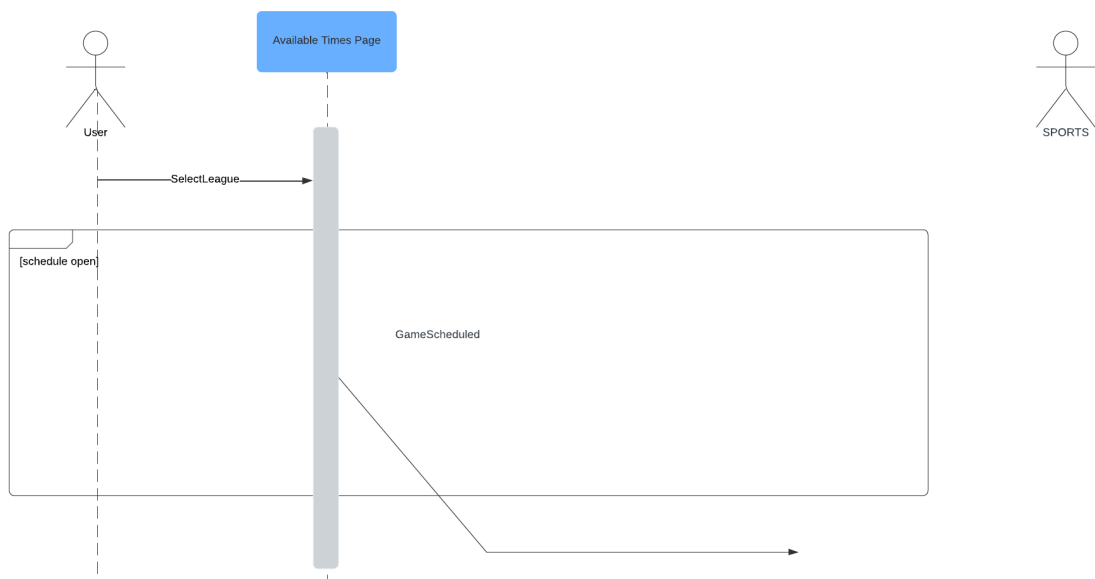 Available Times Page
User
SPORTS
SelectLeague
[schedule open]
GameScheduled